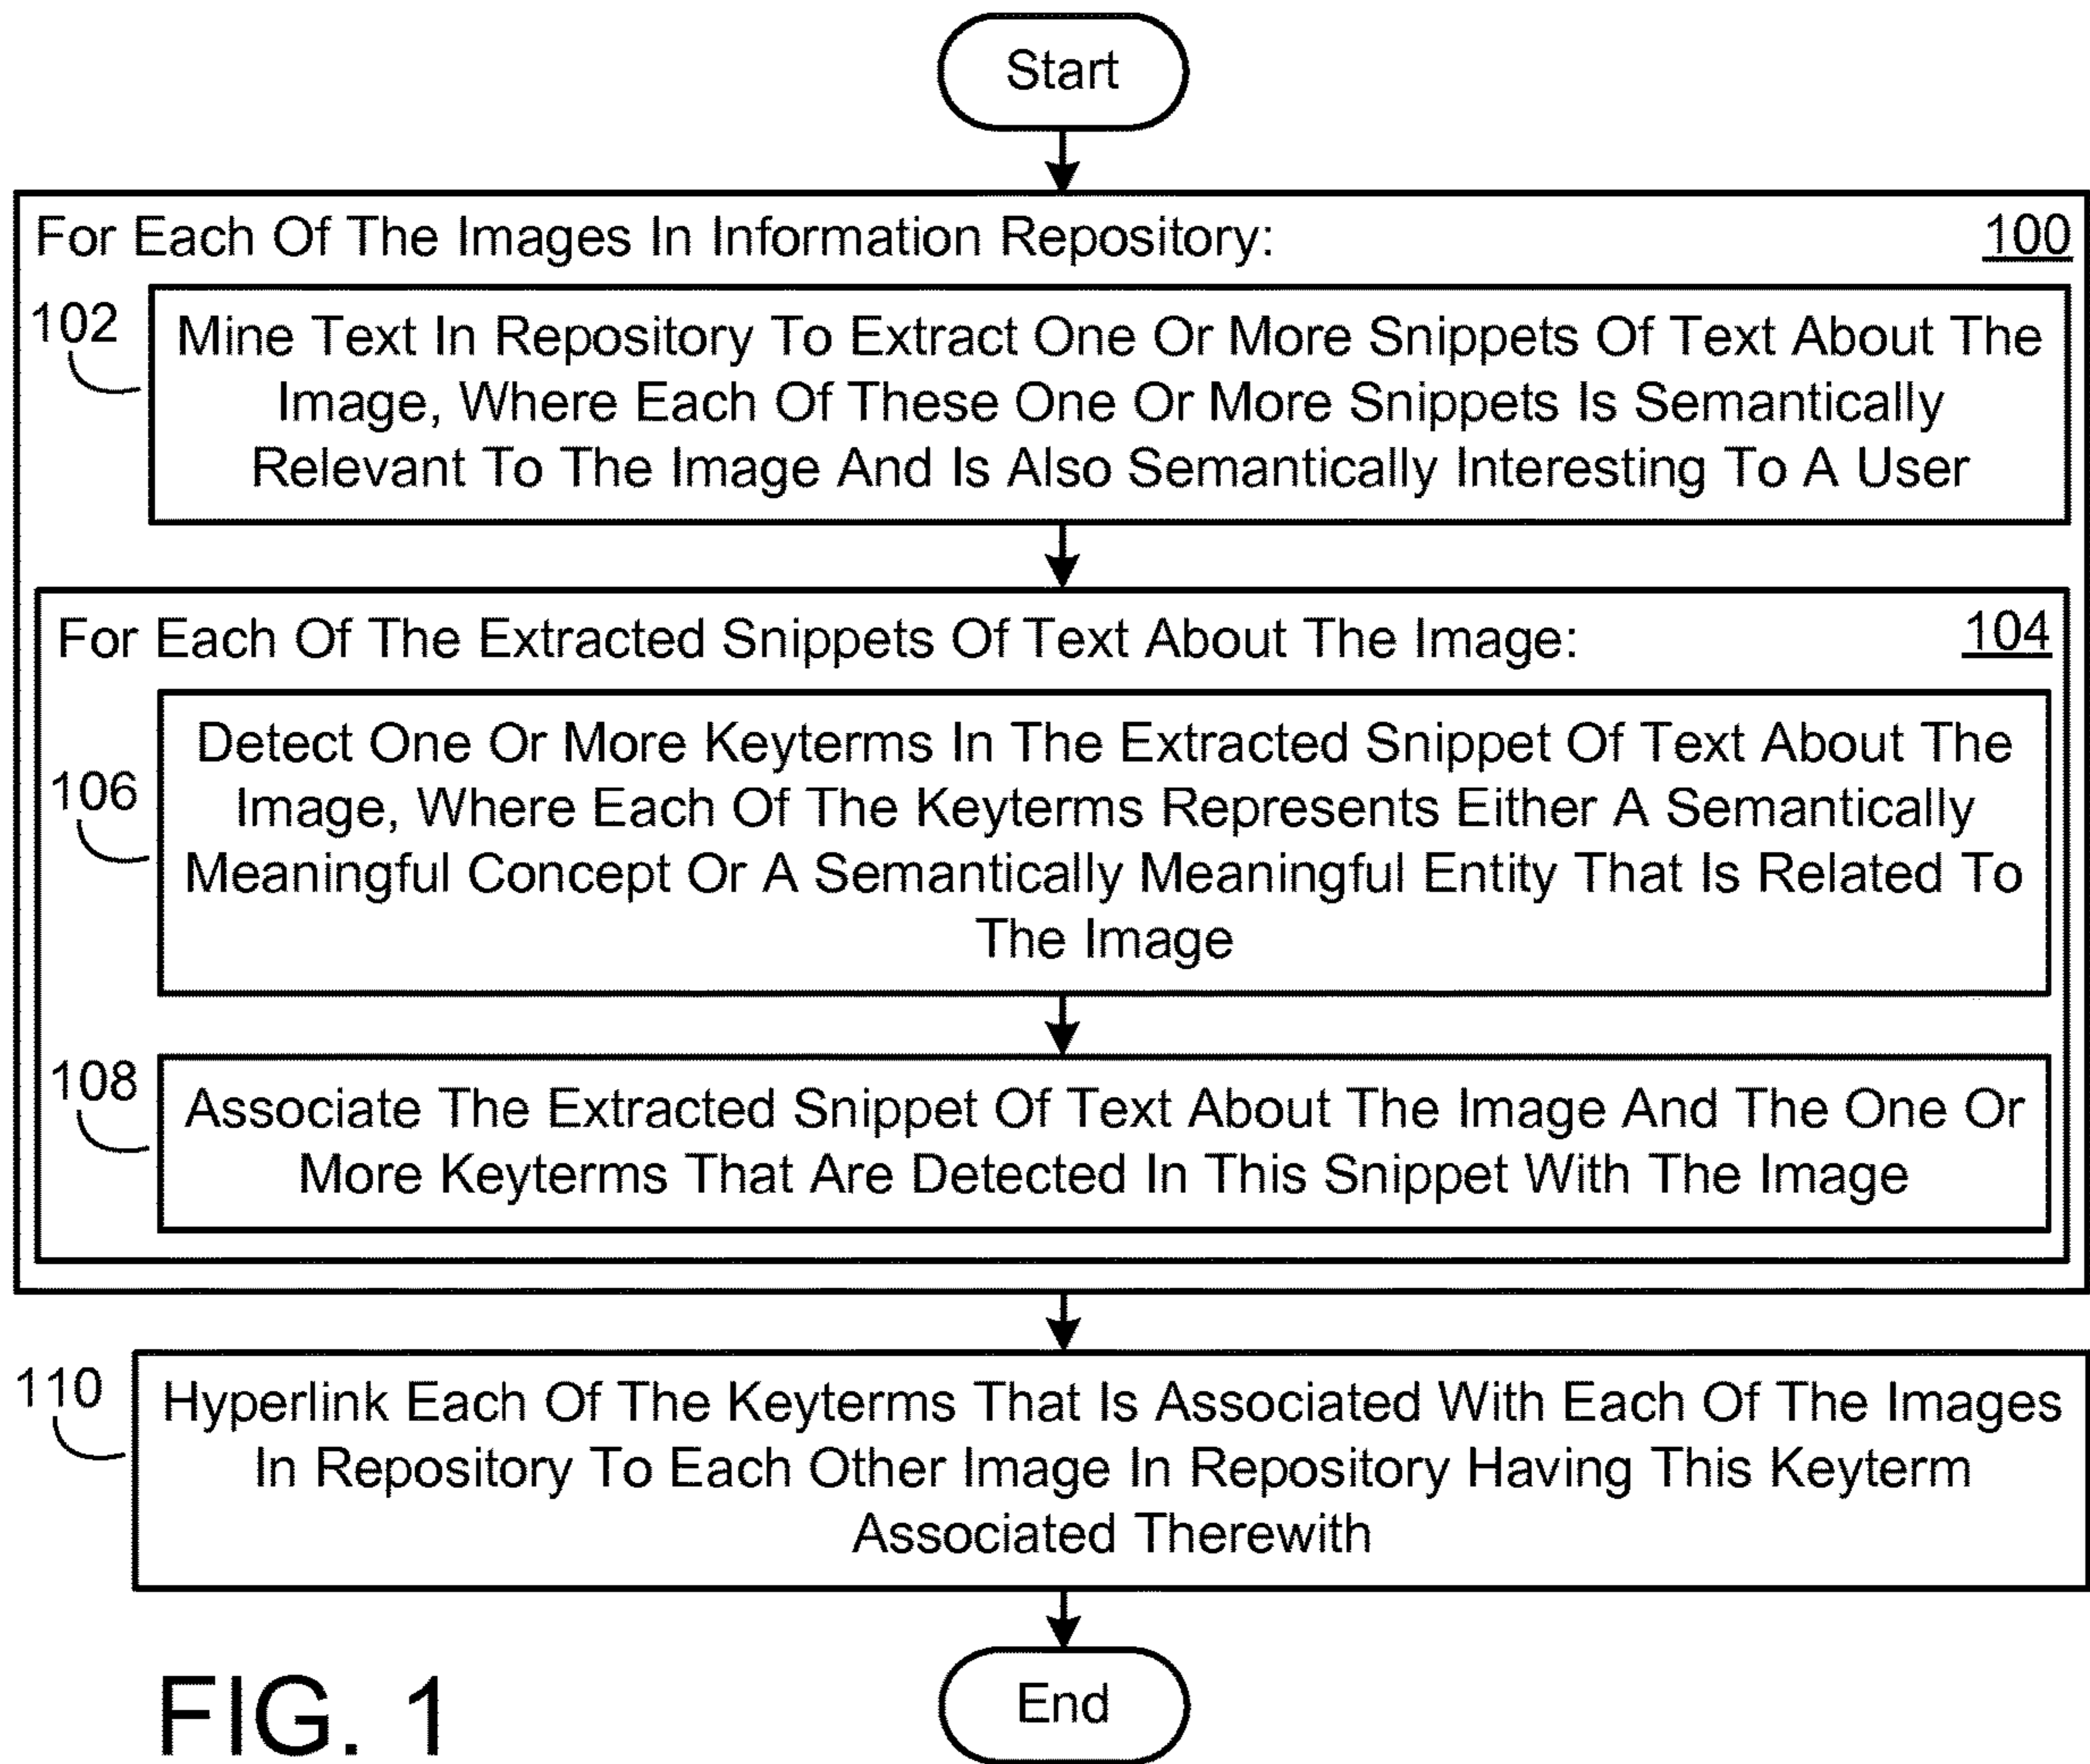 Start
For Each Of The Images In Information Repository:
100
102
Mine Text In Repository To Extract One Or More Snippets Of Text About The
Image, Where Each Of These One Or More Snippets Is Semantically
Relevant To The Image And Is Also Semantically Interesting To A User
For Each Of The Extracted Snippets Of Text About The Image:
104
106
Detect One Or More Keyterms In The Extracted Snippet Of Text About The
Image, Where Each Of The Keyterms Represents Either A Semantically
Meaningful Concept Or A Semantically Meaningful Entity That Is Related To
The Image
108
Associate The Extracted Snippet Of Text About The Image And The One Or
More Keyterms That Are Detected In This Snippet With The Image
110
Hyperlink Each Of The Keyterms That Is Associated With Each Of The Images
In Repository To Each Other Image In Repository Having This Keyterm
Associated Therewith
End
FIG. 1